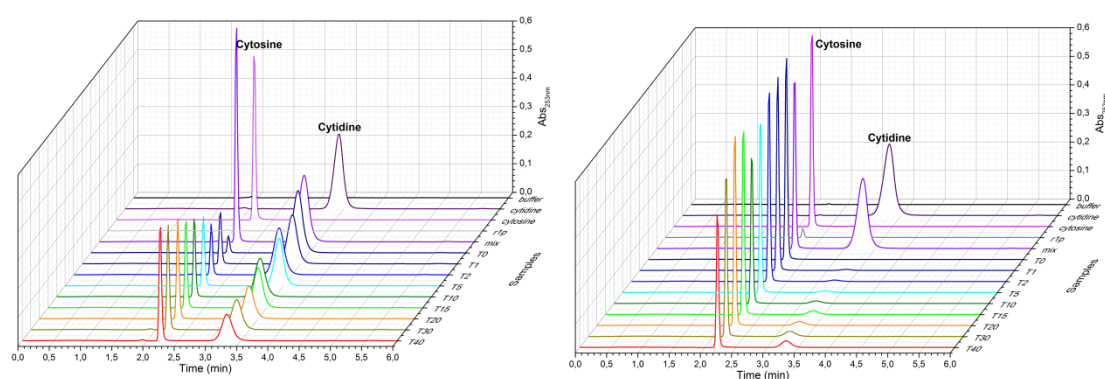 0,6
0,5
0,4
0,3
0,2
0,1
0,0
Abs253nm
Cytosine
Cytidine
buffer
cytidine
cytosine
r1p
mix
T0
T1
T2
T5
T10
T15
T20
T30
T40
Samples
0,0 0,5 1,0 1,5 2,0 2,5 3,0 3,5 4,0 4,5 5,0 5,5 6,0
Time (min)
0,6
0,5
0,4
0,3
0,2
0,1
0,0
Cytosine
Cytidine
buffer
cytidine
cytosine
r1p
mix
T0
T1
T2
T5
T10
T15
T20
T30
T40
Samples
0,0 0,5 1,0 1,5 2,0 2,5 3,0 3,5 4,0 4,5 5,0 5,5 6,0
Time (min)